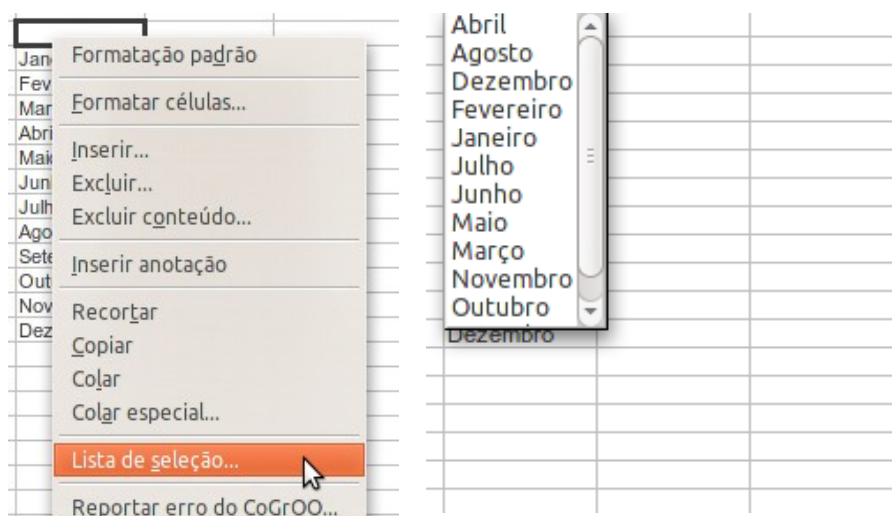 Jan
Fev
Mar
Abri
Maio
Jun
Julh
Ago
Sete
Out
Nov
Dez
Formatação padrão
Formatar células...
Inserir...
Excluir...
Excluir conteúdo...
Inserir anotação
Recortar
Copiar
Colar
Colar especial...
Lista de seleção...
Reportar erro do CoGrOO...
Abril
Agosto
Dezembro
Fevereiro
Janeiro
Julho
Junho
Maio
Março
Novembro
Outubro
Dezembro